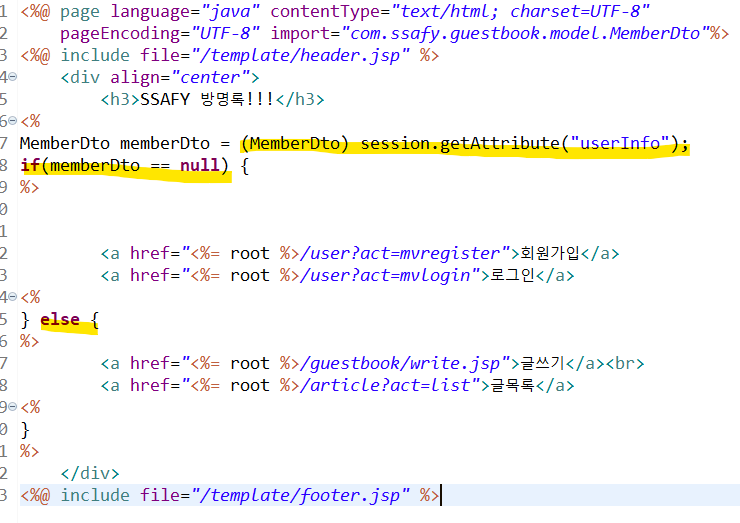 1 <%@ page language="java" contentType="text/html; charset=UTF-8"
2     pageEncoding="UTF-8" import="com.ssafy.guestbook.model.MemberDto"%>
3 <%@ include file="/template/header.jsp" %>
4     <div align="center">
5         <h3>SSAFY 방명록!!!</h3>
6 <%
7 MemberDto memberDto = (MemberDto) session.getAttribute("userInfo");
8 if(memberDto == null) {
9 %>
0
1
2         <a href="<%= root %>/user?act=mvregister">회원가입</a>
3         <a href="<%= root %>/user?act=mvlogin">로그인</a>
4 <%
5 } else {
6 %>
7         <a href="<%= root %>/guestbook/write.jsp">글쓰기</a><br>
8         <a href="<%= root %>/article?act=list">글목록</a>
9 <%
0 }
1 %>
2     </div>
3 <%@ include file="/template/footer.jsp" %>